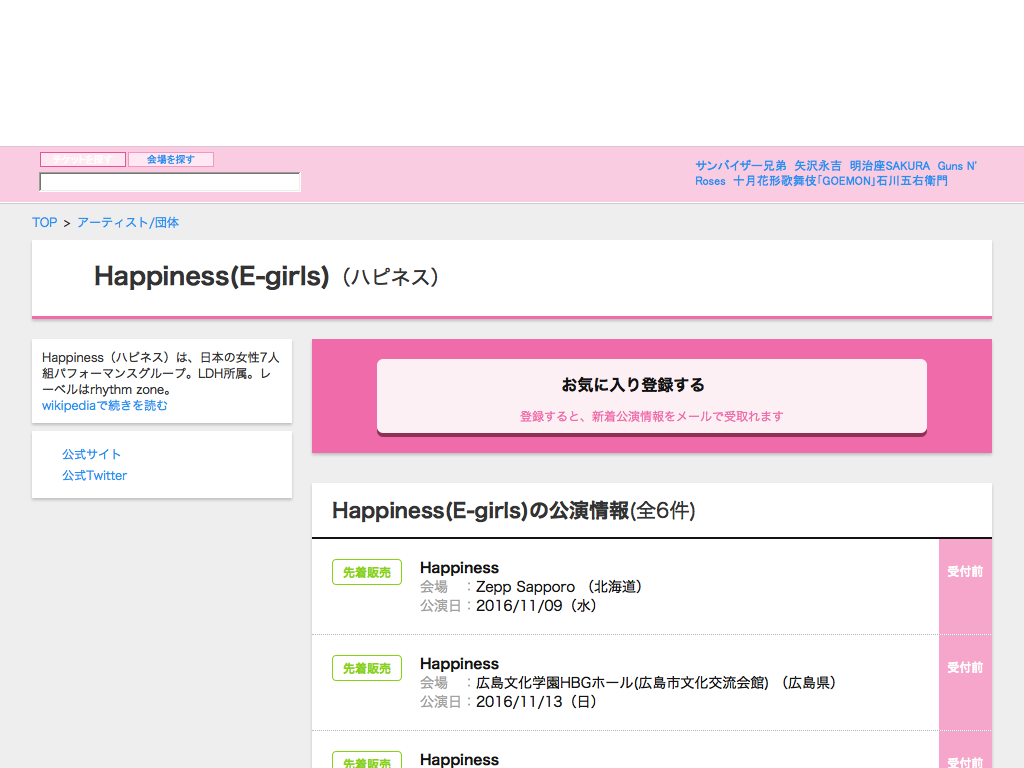 チケットを探す 会場を探す
サンバイザー兄弟 矢沢永吉 明治座SAKURA Guns N'
Roses 十月花形歌舞伎「GOEMON」石川五右衛門
TOP > アーティスト/団体
Happiness(E-girls)（ハピネス）
Happiness（ハピネス）は、日本の女性7人
組パフォーマンスグループ。LDH所属。レ
ーベルはrhythm zone。
wikipediaで続きを読む
公式サイト
公式Twitter
お気に入り登録する
登録すると、新着公演情報をメールで受取れます
Happiness(E-girls)の公演情報(全6件)
先着販売
Happiness
会場 ：Zepp Sapporo （北海道）
公演日：2016/11/09（水）
受付前
先着販売
Happiness
会場 ：広島文化学園HBGホール(広島市文化交流会館) （広島県）
公演日：2016/11/13（日）
受付前
先着販売
Happiness
受付前